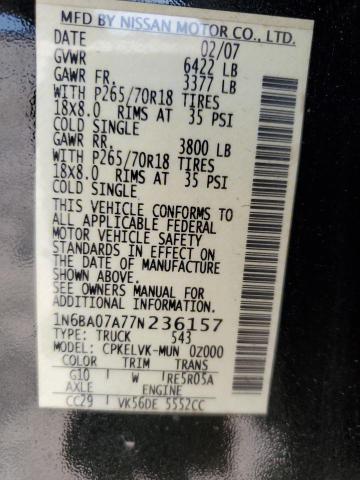 MFD BY NISSAN MOTOR CO., LTD.
DATE 02/07
GVWR 6422 LB
GAWR FR. 3377 LB
WITH P265/70R18 TIRES
18X8.0 RIMS AT 35 PSI
COLD SINGLE
GAWR RR. 3800 LB
WITH P265/70R18 TIRES
18X8.0 RIMS AT 35 PSI
COLD SINGLE
THIS VEHICLE CONFORMS TO
ALL APPLICABLE FEDERAL
MOTOR VEHICLE SAFETY
STANDARDS IN EFFECT ON
THE DATE OF MANUFACTURE
SHOWN ABOVE.
SEE OWNERS MANUAL FOR
ADDITIONAL INFORMATION.
1N6BA07A77N236157
TYPE: TRUCK 543
MODEL: CPKELVK-MUN 0Z000
COLOR TRIM TRANS
G10 W RE5R05A
AXLE ENGINE
CC29 VK56DE 5552CC